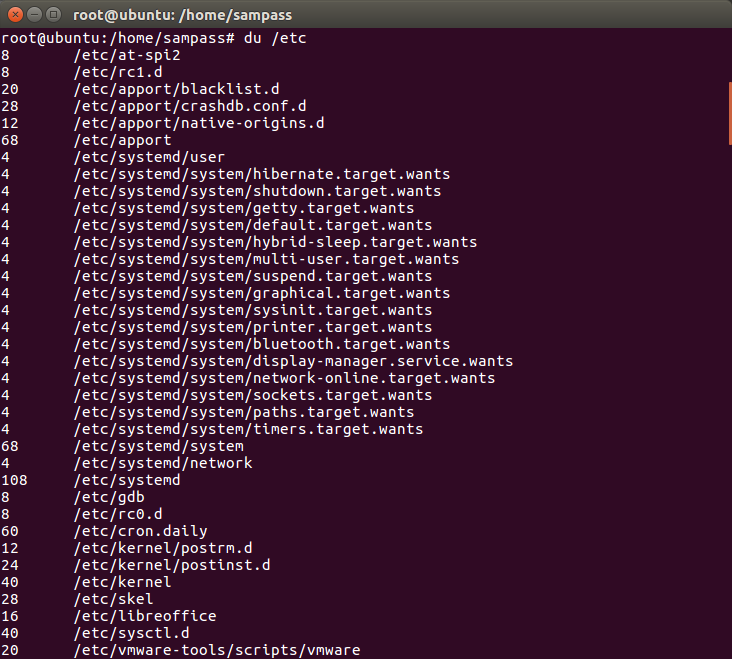 root@ubuntu: /home/sampass
root@ubuntu:/home/sampass# du /etc
8 /etc/at-spi2
8 /etc/rc1.d
20 /etc/apport/blacklist.d
28 /etc/apport/crashdb.conf.d
12 /etc/apport/native-origins.d
68 /etc/apport
4 /etc/systemd/user
4 /etc/systemd/system/hibernate.target.wants
4 /etc/systemd/system/shutdown.target.wants
4 /etc/systemd/system/getty.target.wants
4 /etc/systemd/system/default.target.wants
4 /etc/systemd/system/hybrid-sleep.target.wants
4 /etc/systemd/system/multi-user.target.wants
4 /etc/systemd/system/suspend.target.wants
4 /etc/systemd/system/graphical.target.wants
4 /etc/systemd/system/sysinit.target.wants
4 /etc/systemd/system/printer.target.wants
4 /etc/systemd/system/bluetooth.target.wants
4 /etc/systemd/system/display-manager.service.wants
4 /etc/systemd/system/network-online.target.wants
4 /etc/systemd/system/sockets.target.wants
4 /etc/systemd/system/paths.target.wants
4 /etc/systemd/system/timers.target.wants
68 /etc/systemd/system
4 /etc/systemd/network
108 /etc/systemd
8 /etc/gdb
8 /etc/rc0.d
60 /etc/cron.daily
12 /etc/kernel/postrm.d
24 /etc/kernel/postinst.d
40 /etc/kernel
28 /etc/skel
16 /etc/libreoffice
40 /etc/sysctl.d
20 /etc/vmware-tools/scripts/vmware